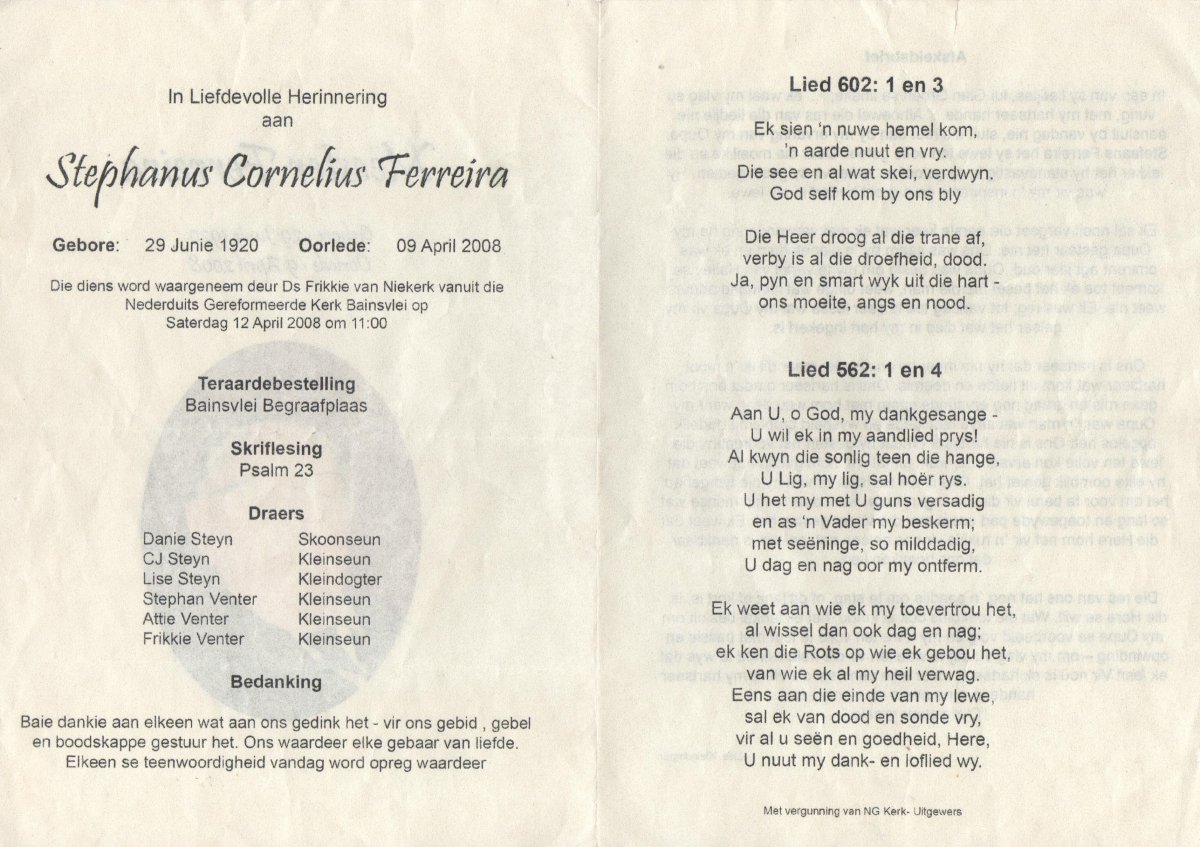 In Liefdevolle Herinnering
aan
Stephanus Cornelius Ferreira
Gebore: 29 Junie 1920 Oorlede: 09 April 2008
Die diens word waargeneem deur Ds Frikkie van Niekerk vanuit die
Nederduits Gereformeerde Kerk Bainsvlei op
Saterdag 12 April 2008 om 11:00
Teraardebestelling
Bainsvlei Begraafplaas
Skriflesing
Psalm 23
Draers
Danie Steyn Skoonseun
CJ Steyn Kleinseun
Lise Steyn Kleindogter
Stephan Venter Kleinseun
Attie Venter Kleinseun
Frikkie Venter Kleinseun
Bedanking
Baie dankie aan elkeen wat aan ons gedink het - vir ons gebid , gebel
en boodskappe gestuur het. Ons waardeer elke gebaar van liefde.
Elkeen se teenwoordigheid vandag word opreg waardeer
Lied 602: 1 en 3
Ek sien 'n nuwe hemel kom,
'n aarde nuut en vry.
Die see en al wat skei, verdwyn.
God self kom by ons bly
Die Heer droog al die trane af,
verby is al die droefheid, dood.
Ja, pyn en smart wyk uit die hart -
ons moeite, angs en nood.
Lied 562: 1 en 4
Aan U, o God, my dankgesange -
U wil ek in my aandlied prys!
Al kwyn die sonlig teen die hange,
U Lig, my lig, sal hoër rys.
U het my met U guns versadig
en as 'n Vader my beskerm;
met seëninge, so milddadig,
U dag en nag oor my ontferm.
Ek weet aan wie ek my toevertrou het,
al wissel dan ook dag en nag;
ek ken die Rots op wie ek gebou het,
van wie ek al my heil verwag.
Eens aan die einde van my lewe,
sal ek van dood en sonde vry,
vir al u seën en goedheid, Here,
U nuut my dank- en loflied wy.
Met vergunning van NG Kerk- Uitgewers